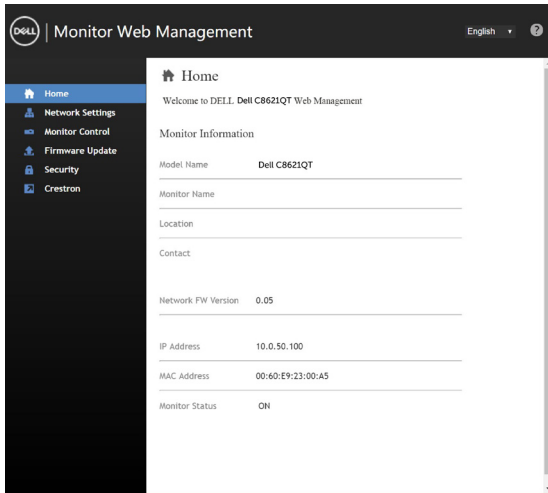 DELL Monitor Web Management
English
?
Home
Network Settings
Monitor Control
Firmware Update
Security
Crestron
Home
Welcome to DELL Dell C8621QT Web Management
Monitor Information
Model Name Dell C8621QT
Monitor Name
Location
Contact
Network FW Version 0.05
IP Address 10.0.50.100
MAC Address 00:60:E9:23:00:A5
Monitor Status ON